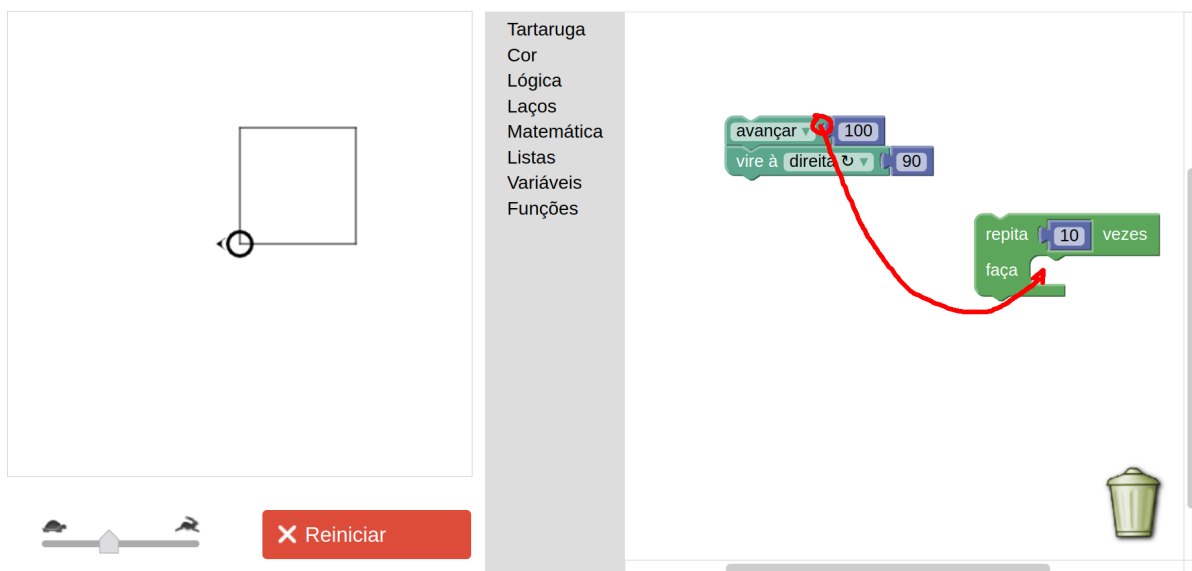 Tartaruga
Cor
Lógica
Laços
Matemática
Listas
Variáveis
Funções
avançar ▾ 100
vire à direita ↻ ▾ 90
repita 10 vezes
faça
Reiniciar